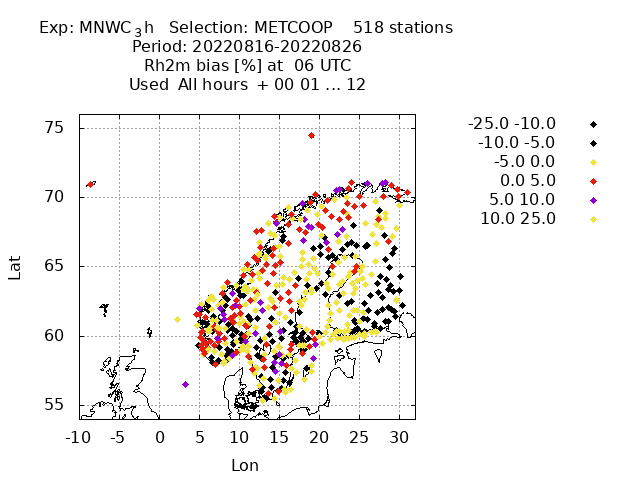 Exp: MNWC_3h Selection: METCOOP 518 stations
Period: 20220816-20220826
Rh2m bias [%] at 06 UTC
Used All hours + 00 01 ... 12
-25.0 -10.0
-10.0 -5.0
-5.0 0.0
0.0 5.0
5.0 10.0
10.0 25.0
75
70
65
60
55
Lat
-10 -5 0 5 10 15 20 25 30
Lon